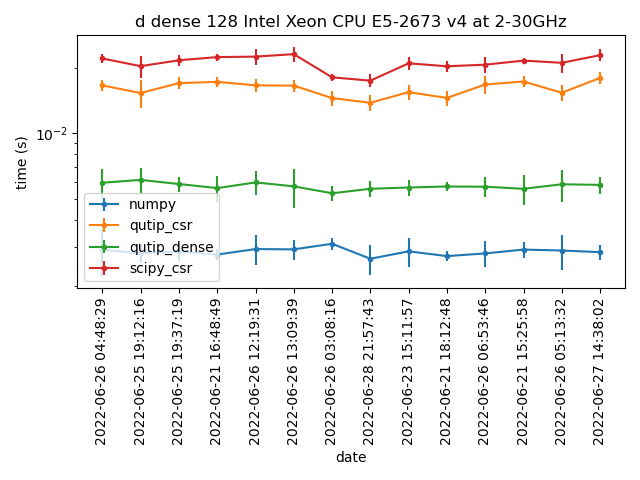 d dense 128 Intel Xeon CPU E5-2673 v4 at 2-30GHz
time (s)
10⁻²
numpy
qutip_csr
qutip_dense
scipy_csr
2022-06-26 04:48:29
2022-06-25 19:12:16
2022-06-25 19:37:19
2022-06-21 16:48:49
2022-06-26 12:19:31
2022-06-26 13:09:39
2022-06-26 03:08:16
2022-06-28 21:57:43
2022-06-23 15:11:57
2022-06-21 18:12:48
2022-06-26 06:53:46
2022-06-21 15:25:58
2022-06-26 05:13:32
2022-06-27 14:38:02
date